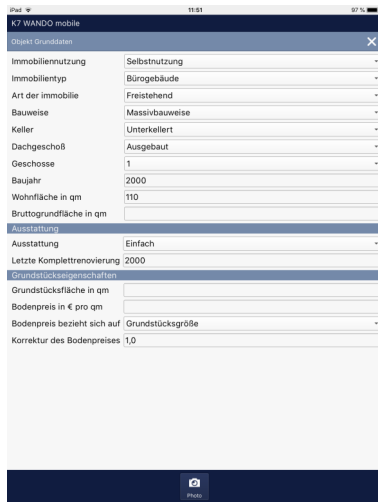 iPad 11:51 97 %
K7 WANDO mobile
Objekt Grunddaten
Immobiliennutzung Selbstnutzung
Immobilientyp Bürogebäude
Art der immobilie Freistehend
Bauweise Massivbauweise
Keller Unterkellert
Dachgeschoß Ausgebaut
Geschosse 1
Baujahr 2000
Wohnfläche in qm 110
Bruttogrundfläche in qm
Ausstattung
Ausstattung Einfach
Letzte Komplettrenovierung 2000
Grundstückseigenschaften
Grundstücksfläche in qm
Bodenpreis in € pro qm
Bodenpreis bezieht sich auf Grundstücksgröße
Korrektur des Bodenpreises 1,0
Photo